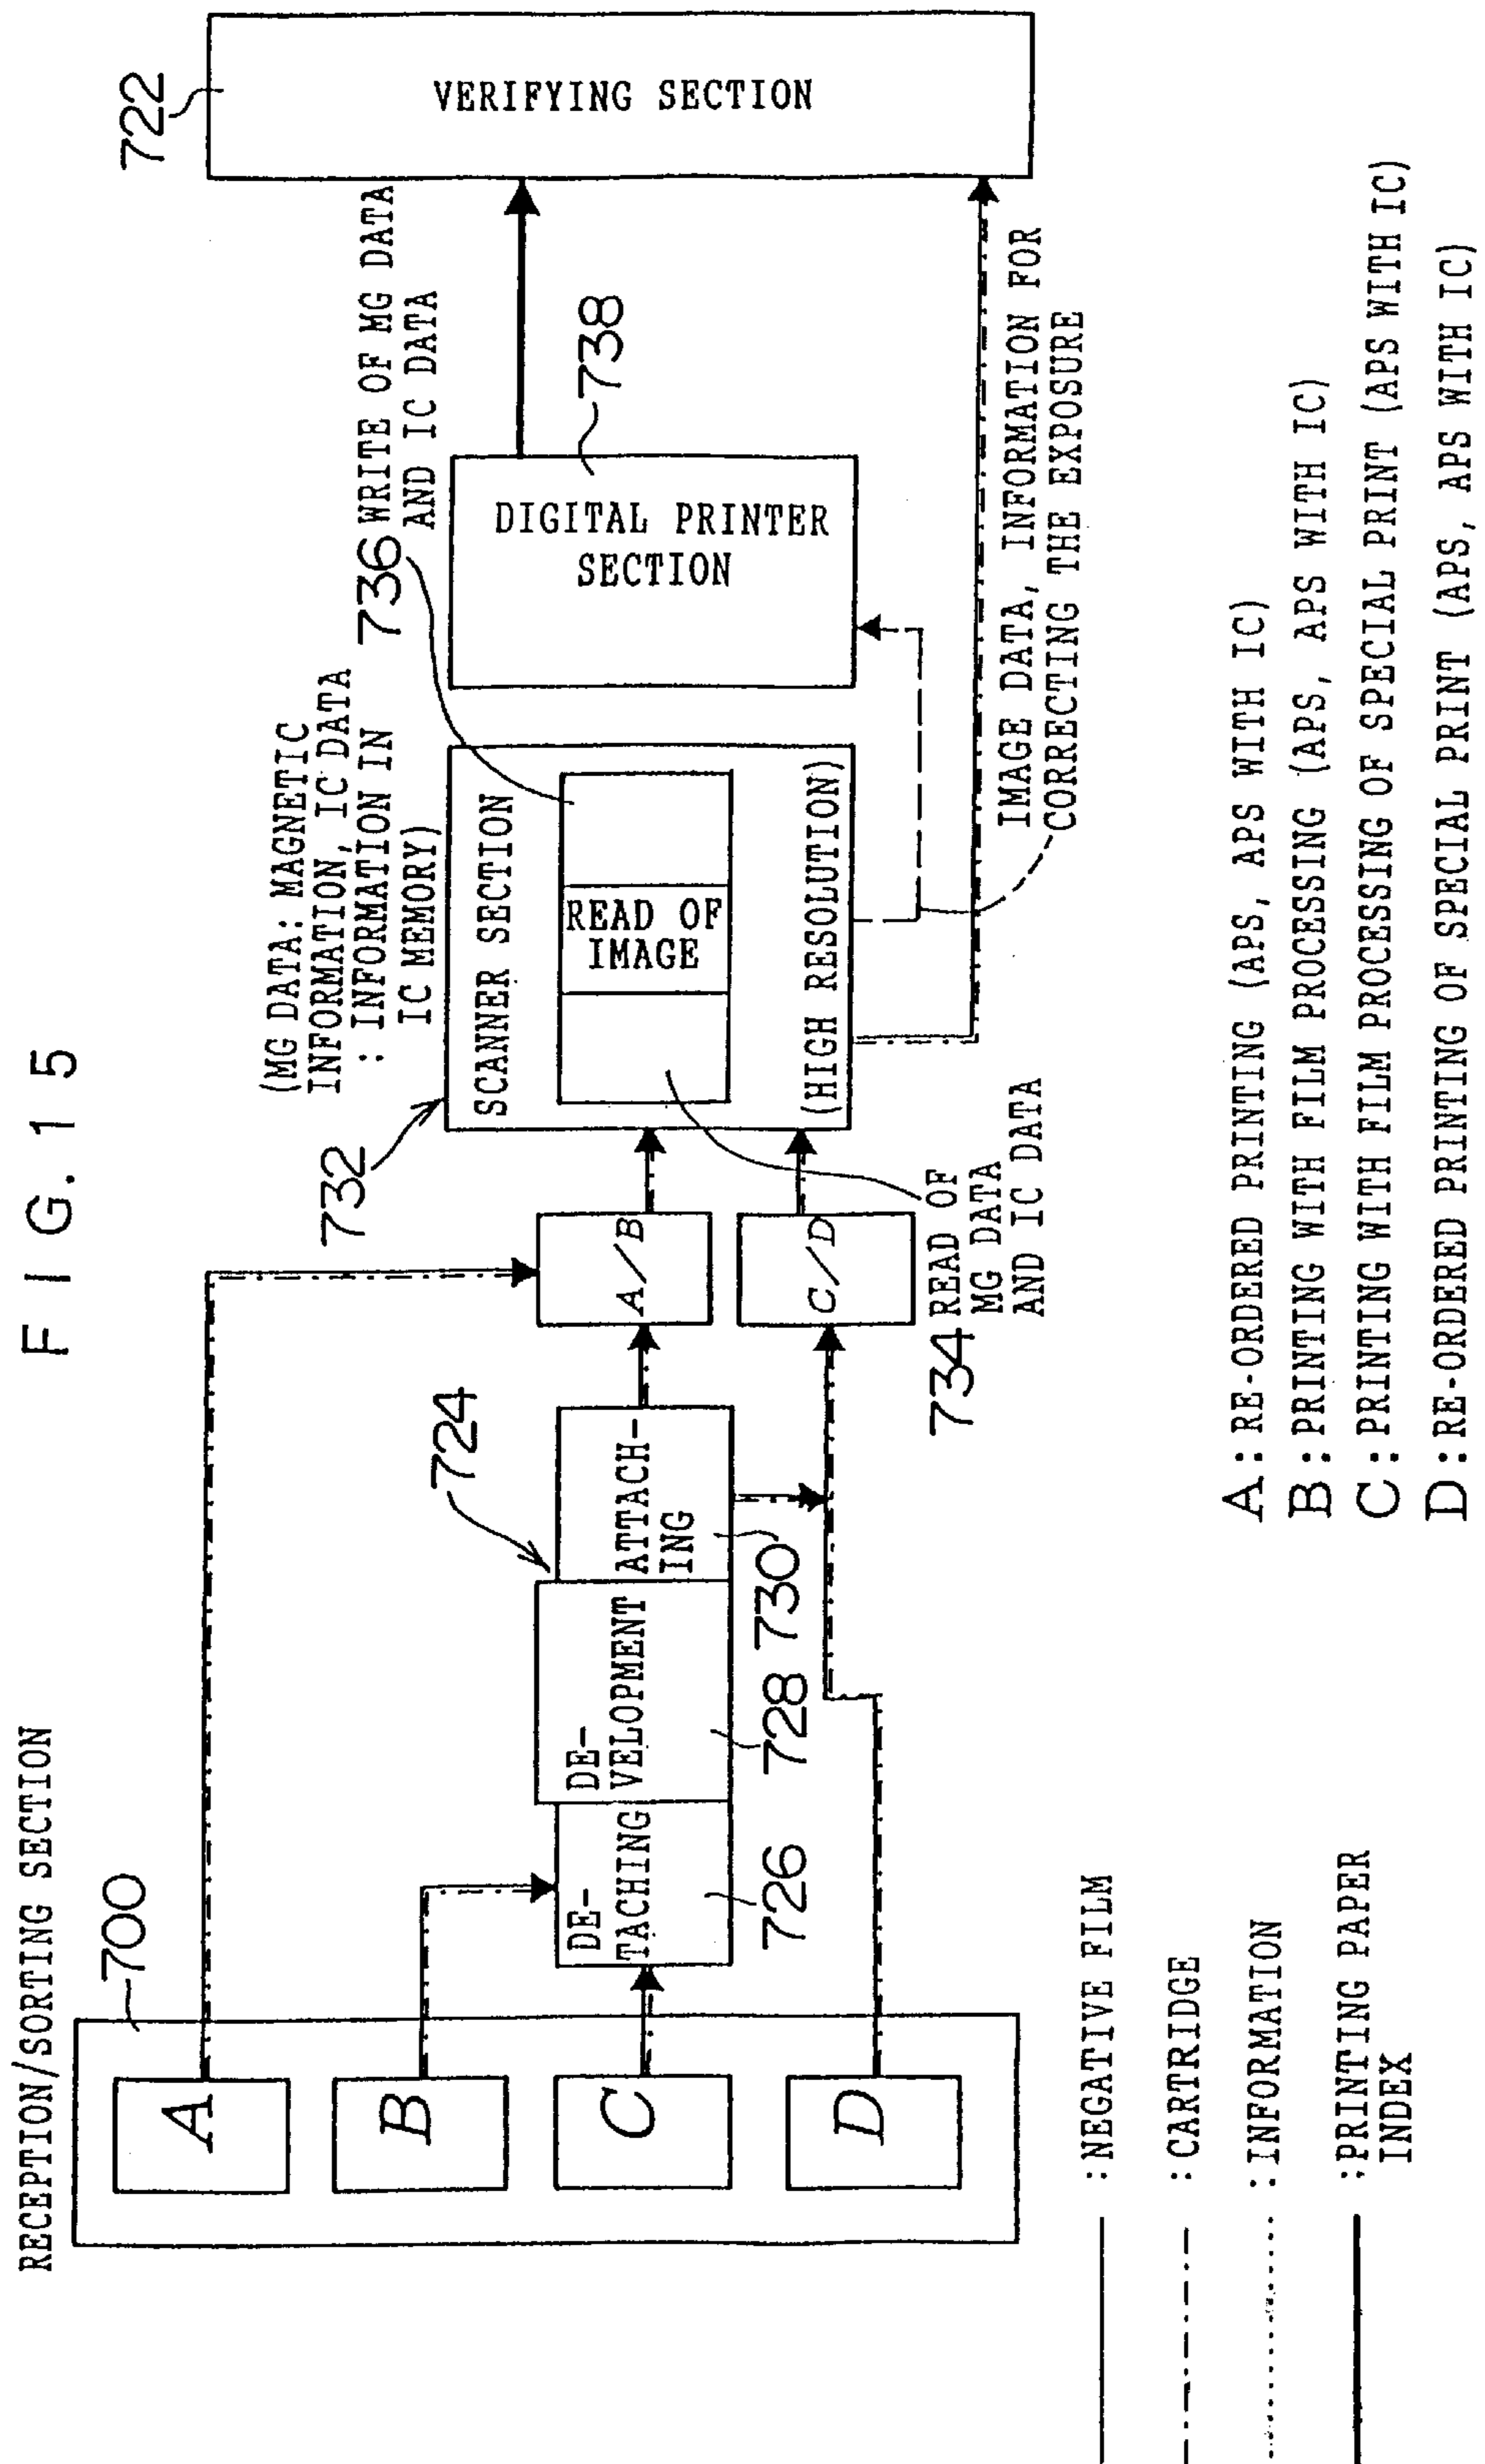 F I G. 1 5
RECEPTION/SORTING SECTION
700
A
B
C
D
724
DE-
TACHING
726
DE-
VELOPMENT
728
ATTACH-
ING
730
A/B
C/D
732
(MG DATA: MAGNETIC
INFORMATION, IC DATA
: INFORMATION IN
IC MEMORY)
SCANNER SECTION
READ OF
IMAGE
(HIGH RESOLUTION)
734 READ OF
MG DATA
AND IC DATA
736 WRITE OF MG DATA
AND IC DATA
738
DIGITAL PRINTER
SECTION
IMAGE DATA, INFORMATION FOR
CORRECTING THE EXPOSURE
722
VERIFYING SECTION
:NEGATIVE FILM
:CARTRIDGE
:INFORMATION
:PRINTING PAPER
INDEX
A:RE-ORDERED PRINTING (APS, APS WITH IC)
B:PRINTING WITH FILM PROCESSING (APS, APS WITH IC)
C:PRINTING WITH FILM PROCESSING OF SPECIAL PRINT (APS WITH IC)
D:RE-ORDERED PRINTING OF SPECIAL PRINT (APS, APS WITH IC)